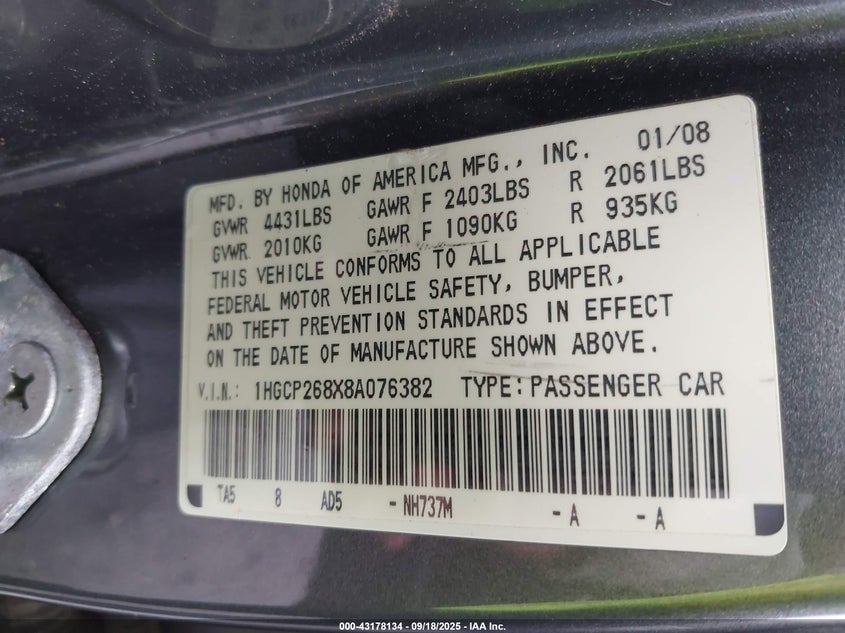 MFD. BY HONDA OF AMERICA MFG., INC. 01/08
GVWR 4431LBS GAWR F 2403LBS R 2061LBS
GVWR 2010KG GAWR F 1090KG R 935KG
THIS VEHICLE CONFORMS TO ALL APPLICABLE
FEDERAL MOTOR VEHICLE SAFETY, BUMPER,
AND THEFT PREVENTION STANDARDS IN EFFECT
ON THE DATE OF MANUFACTURE SHOWN ABOVE.
V.I.N.: 1HGCP268X8A076382 TYPE: PASSENGER CAR
TA5 8 AD5 - NH737M - A - A
000-43178134 - 09/18/2025 - IAA Inc.